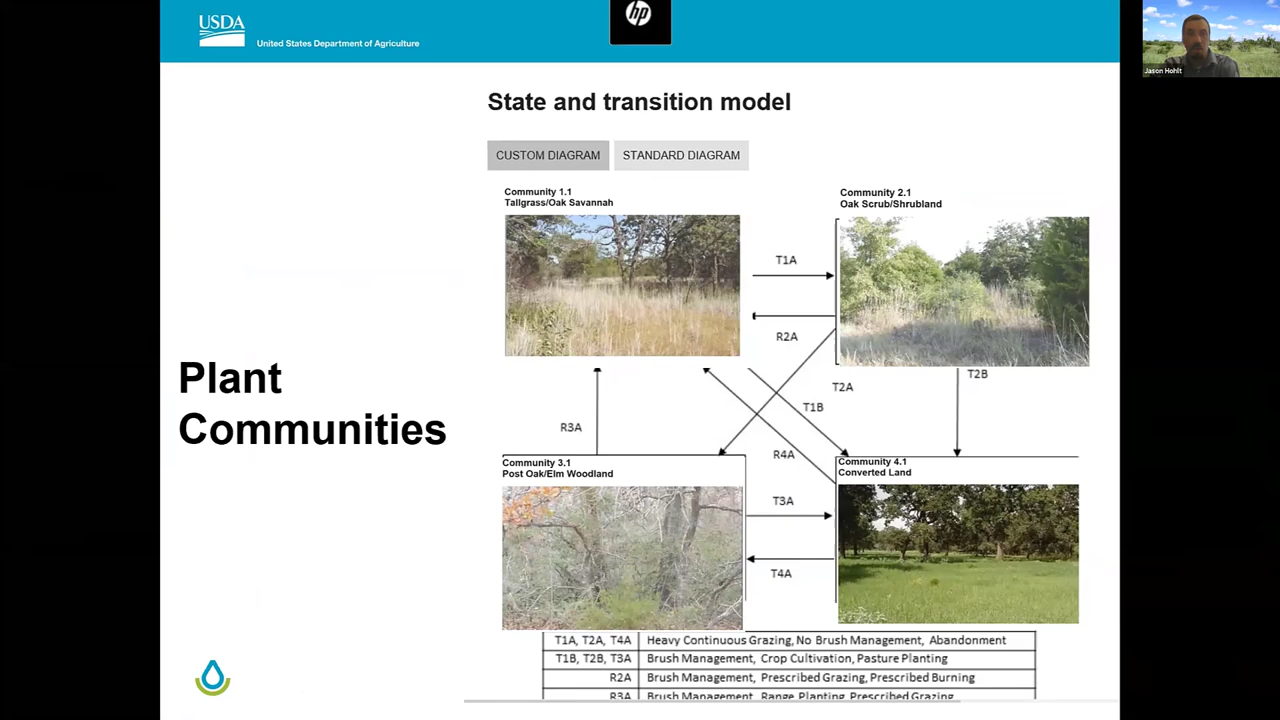 USDA
United States Department of Agriculture
hp
Jason Hohlt
State and transition model
CUSTOM DIAGRAM
STANDARD DIAGRAM
Community 1.1
Tallgrass/Oak Savannah
Community 2.1
Oak Scrub/Shrubland
T1A
R2A
T2A
T2B
T1B
R3A
R4A
Plant
Communities
Community 3.1
Post Oak/Elm Woodland
Community 4.1
Converted Land
T3A
T4A
T1A, T2A, T4A Heavy Continuous Grazing, No Brush Management, Abandonment
T1B, T2B, T3A Brush Management, Crop Cultivation, Pasture Planting
R2A Brush Management, Prescribed Grazing, Prescribed Burning
R3A Brush Management, Range Planting, Prescribed Grazing